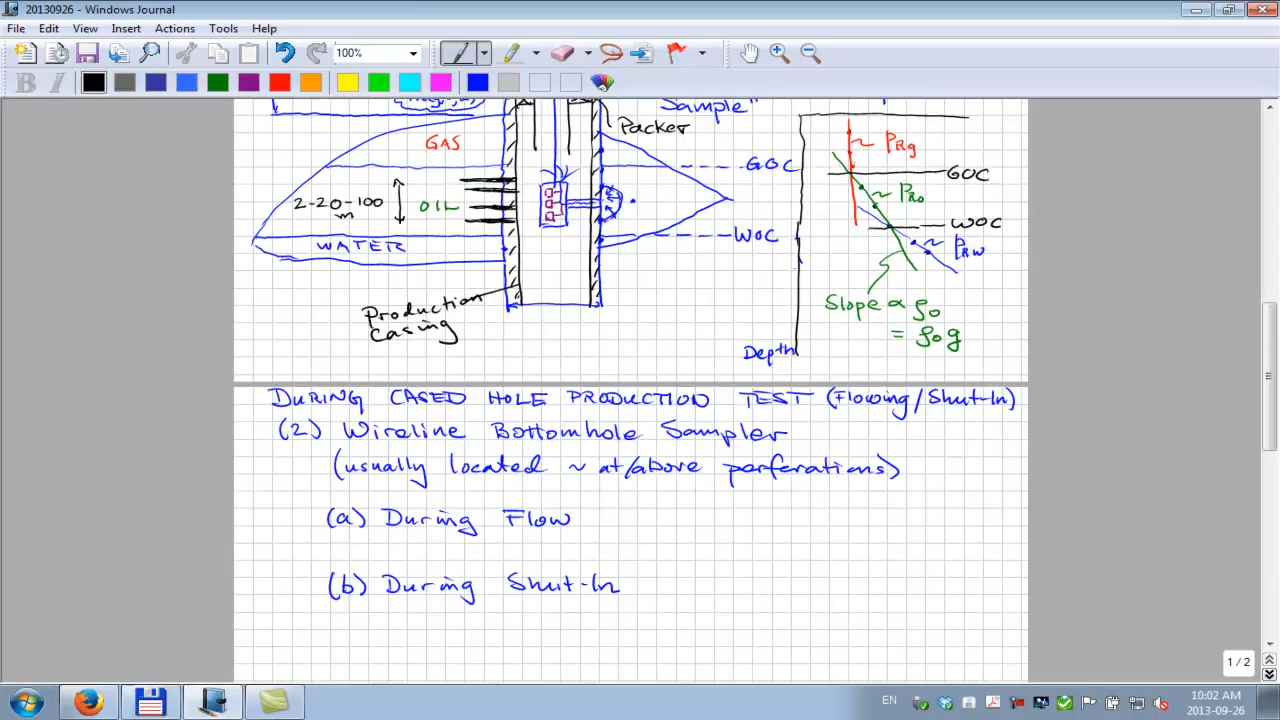 20130926 - Windows Journal
File Edit View Insert Actions Tools Help
100%
B I
Sample"
Packer
GAS
GOC
2-20-100
m
OIL
WATER
WOC
Production
Casing
PRg
GOC
PRo
WOC
PRW
Slope ∝ ρo
= ρog
Depth
DURING CASED HOLE PRODUCTION TEST (Flowing/Shut-In)
(2) Wireline Bottomhole Sampler
(usually located ~ at/above perforations)
(a) During Flow
(b) During Shut-In
1 / 2
EN
10:02 AM
2013-09-26